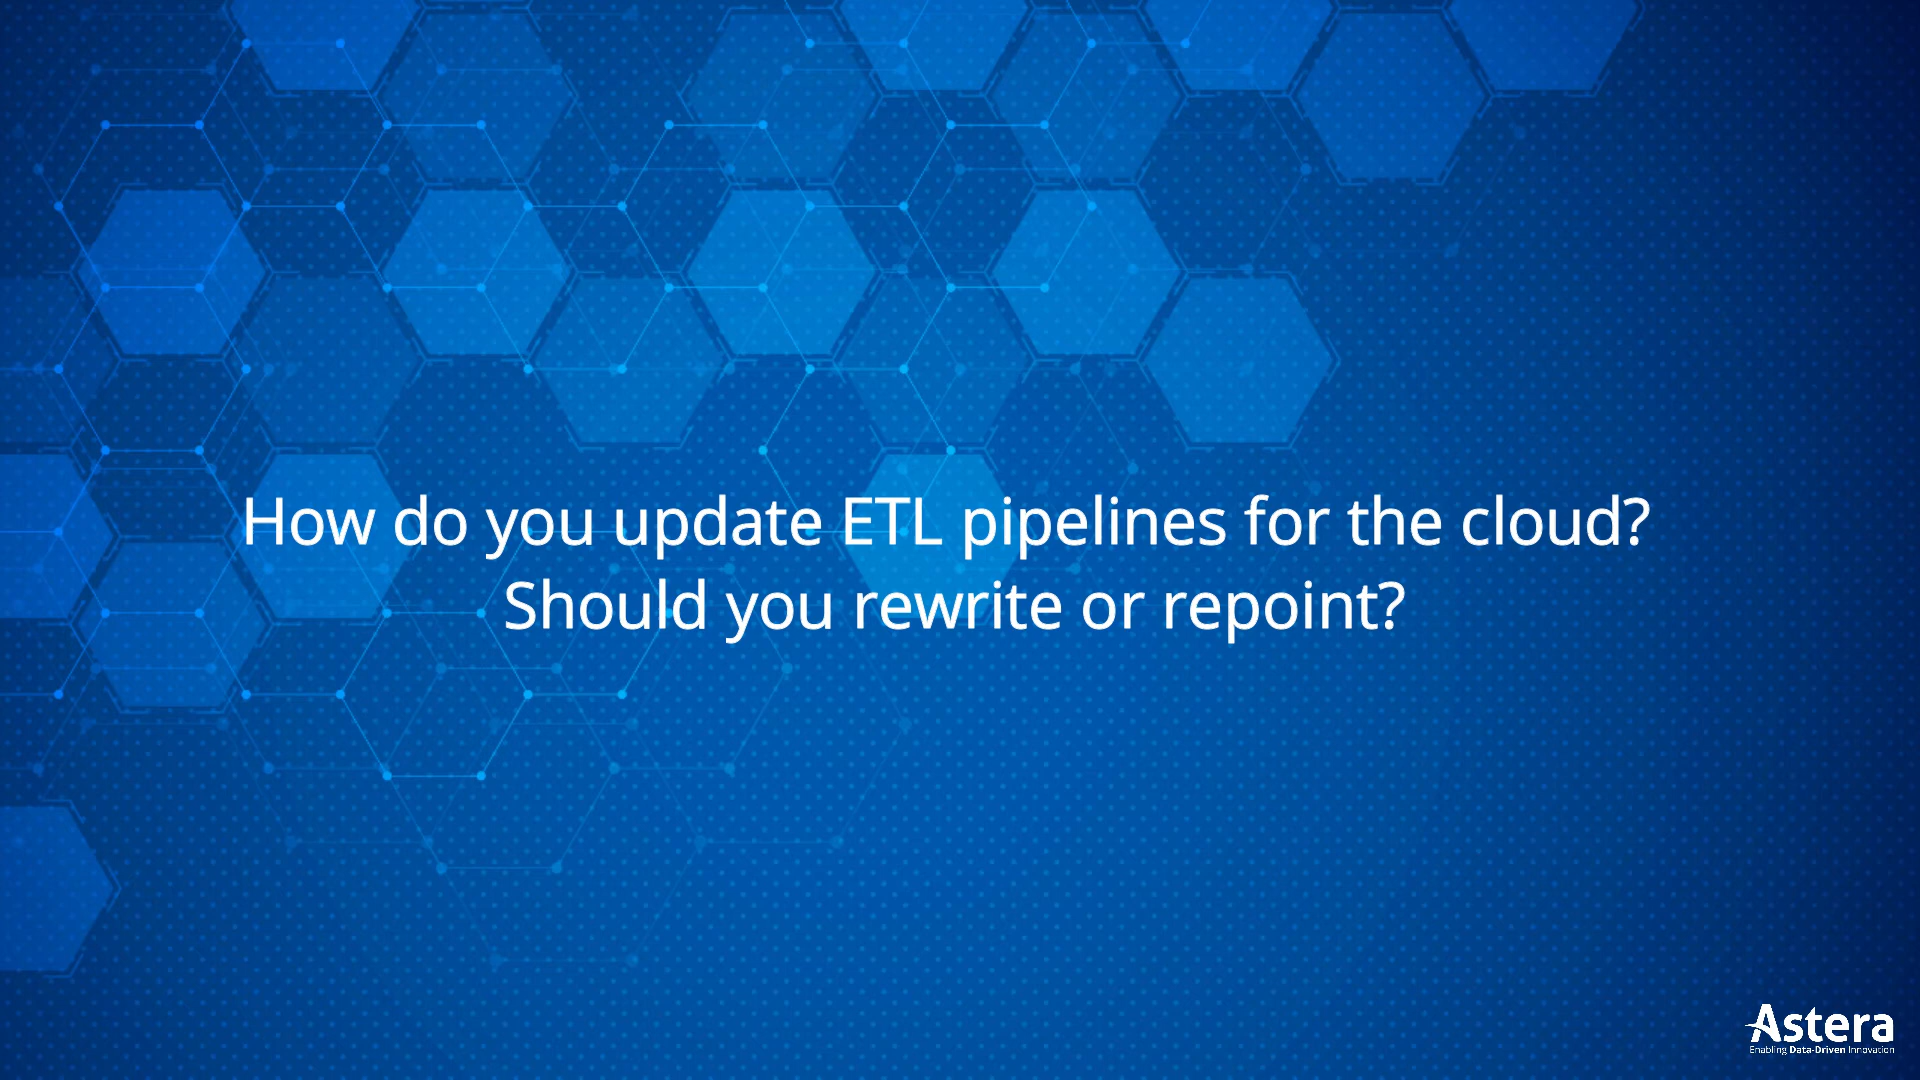 How do you update ETL pipelines for the cloud?
Should you rewrite or repoint?
Astera
Enabling Data-Driven Innovation